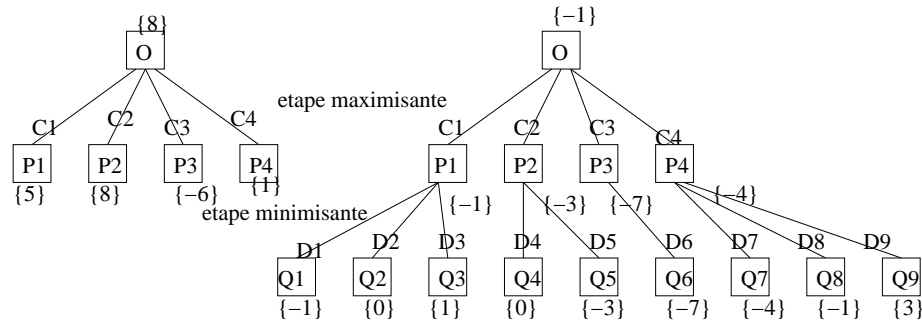 {8} {−1}
O O
etape maximisante
C1 C2 C3 C4 C1 C2 C3 C4
P1 P2 P3 P4 P1 P2 P3 P4
{5} {8} {−6} {1} {−1} {−3} {−7} {−4}
etape minimisante
D1 D2 D3 D4 D5 D6 D7 D8 D9
Q1 Q2 Q3 Q4 Q5 Q6 Q7 Q8 Q9
{−1} {0} {1} {0} {−3} {−7} {−4} {−1} {3}